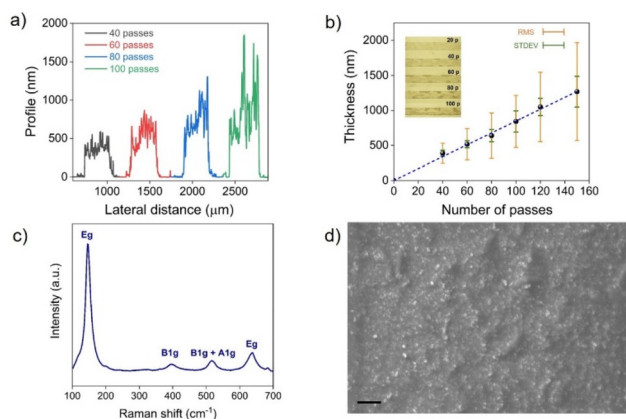 a)
40 passes
60 passes
80 passes
100 passes
Profile (nm)
2000
1500
1000
500
0
1000 1500 2000 2500
Lateral distance (μm)
b)
RMS
STDEV
20 p
40 p
60 p
80 p
100 p
Thickness (nm)
2000
1500
1000
500
0
0 20 40 60 80 100 120 140 160
Number of passes
c)
Eg
B1g
B1g + A1g
Eg
Intensity (a.u.)
100 200 300 400 500 600 700
Raman shift (cm⁻¹)
d)